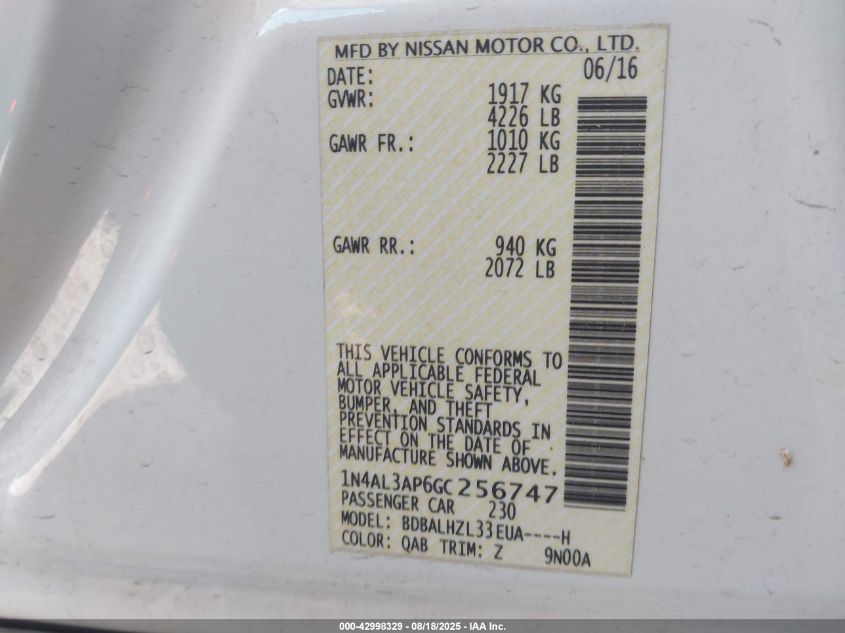 MFD BY NISSAN MOTOR CO., LTD.
DATE: 06/16
GVWR: 1917 KG
4226 LB
GAWR FR.: 1010 KG
2227 LB
GAWR RR.: 940 KG
2072 LB
THIS VEHICLE CONFORMS TO
ALL APPLICABLE FEDERAL
MOTOR VEHICLE SAFETY,
BUMPER, AND THEFT
PREVENTION STANDARDS IN
EFFECT ON THE DATE OF
MANUFACTURE SHOWN ABOVE.
1N4AL3AP6GC256747
PASSENGER CAR 230
MODEL: BDBALHZL33EUA----H
COLOR: QAB TRIM: Z 9N00A
000-42998329 - 08/18/2025 - IAA Inc.